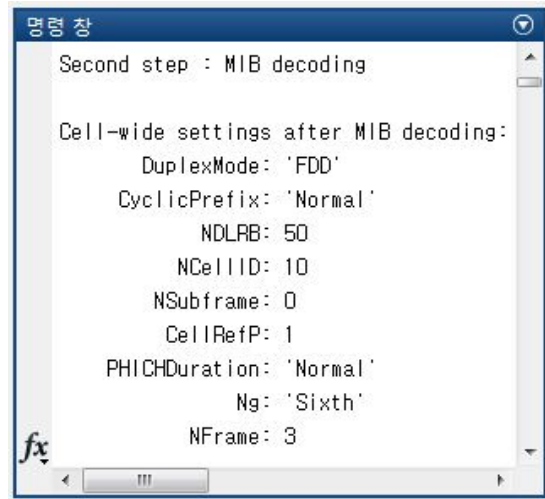 명령 창
Second step : MIB decoding
Cell-wide settings after MIB decoding:
DuplexMode: 'FDD'
CyclicPrefix: 'Normal'
NDLRB: 50
NCellID: 10
NSubframe: 0
CellRefP: 1
PHICHDuration: 'Normal'
Ng: 'Sixth'
NFrame: 3
fx